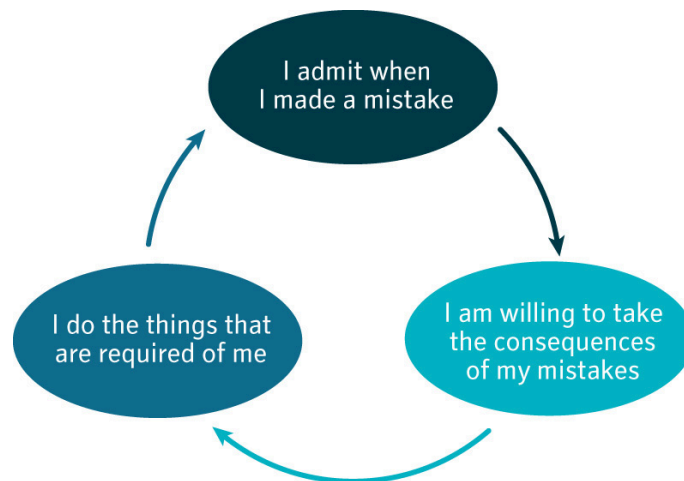 I admit when
I made a mistake
I am willing to take
the consequences
of my mistakes
I do the things that
are required of me